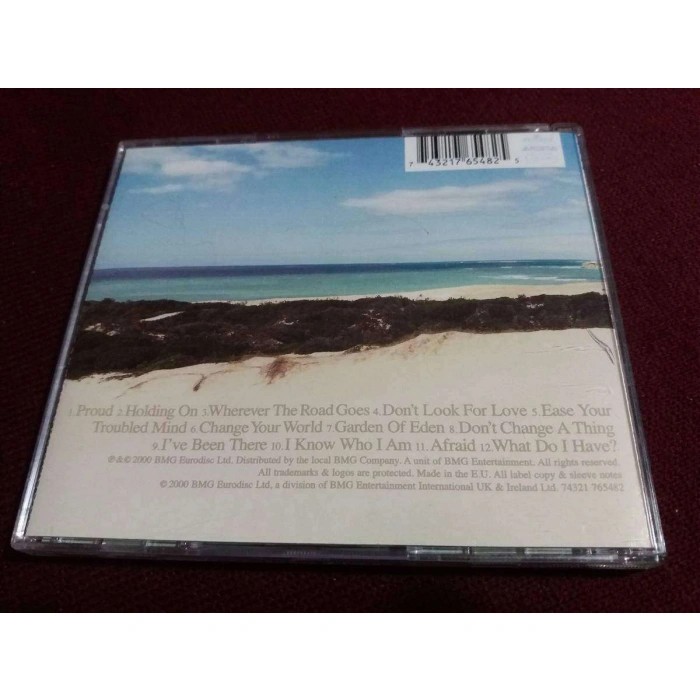 7 43217 65482 5
1.Proud 2.Holding On 3.Wherever The Road Goes 4.Don't Look For Love 5.Ease Your
Troubled Mind 6.Change Your World 7.Garden Of Eden 8.Don't Change A Thing
9.I've Been There 10.I Know Who I Am 11.Afraid 12.What Do I Have?
℗&© 2000 BMG Eurodisc Ltd. Distributed by the local BMG Company. A unit of BMG Entertainment. All rights reserved.
All trademarks & logos are protected. Made in the E.U. All label copy & sleeve notes
© 2000 BMG Eurodisc Ltd, a division of BMG Entertainment International UK & Ireland Ltd. 74321 765482